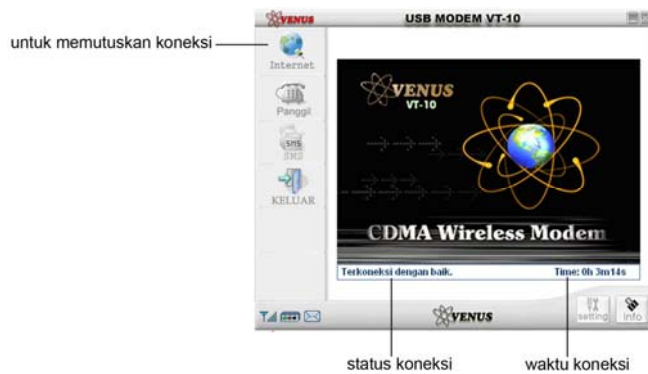 VENUS
USB MODEM VT-10
untuk memutuskan koneksi
Internet
Panggil
SMS
SMS
KELUAR
VENUS
VT-10
CDMA Wireless Modem
Terkoneksi dengan baik.
Time: 0h 3m14s
VENUS
setting
info
status koneksi
waktu koneksi